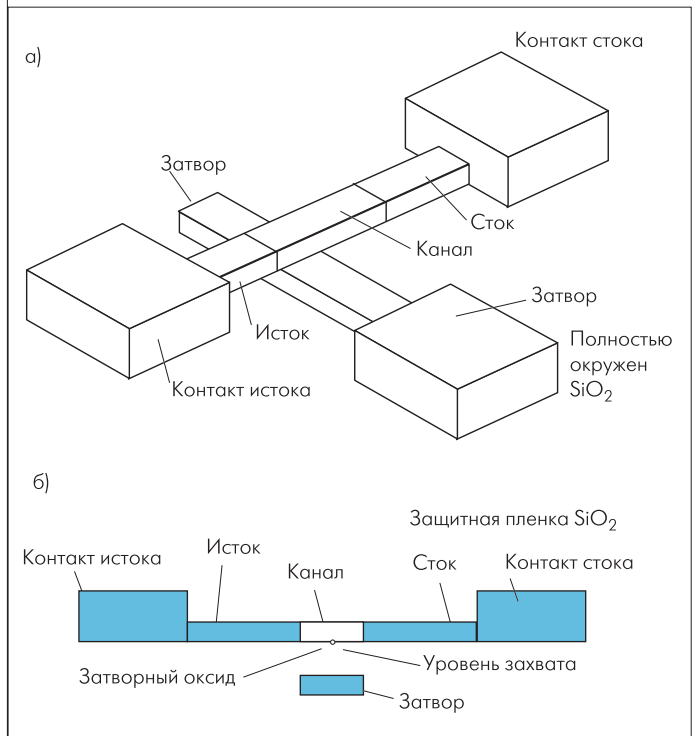 а)
Контакт стока
Затвор
Сток
Канал
Затвор
Исток
Полностью
окружен
SiO2
Контакт истока
б)
Защитная пленка SiO2
Контакт истока
Исток
Канал
Сток
Контакт стока
Затворный оксид
Уровень захвата
Затвор